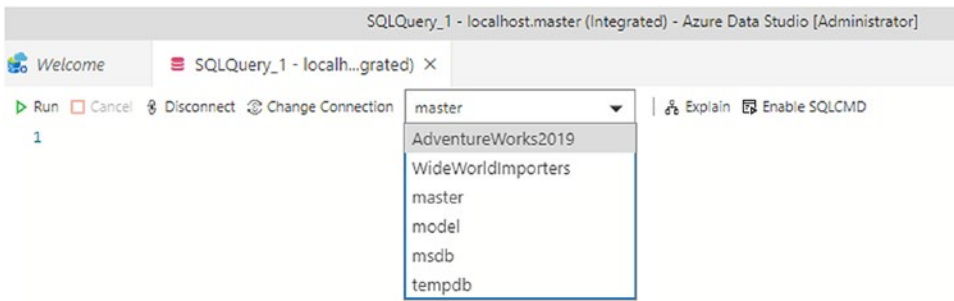 SQLQuery_1 - localhost.master (Integrated) - Azure Data Studio [Administrator]
Welcome SQLQuery_1 - localh...grated)
Run Cancel Disconnect Change Connection master Explain Enable SQLCMD
1 AdventureWorks2019
WideWorldImporters
master
model
msdb
tempdb